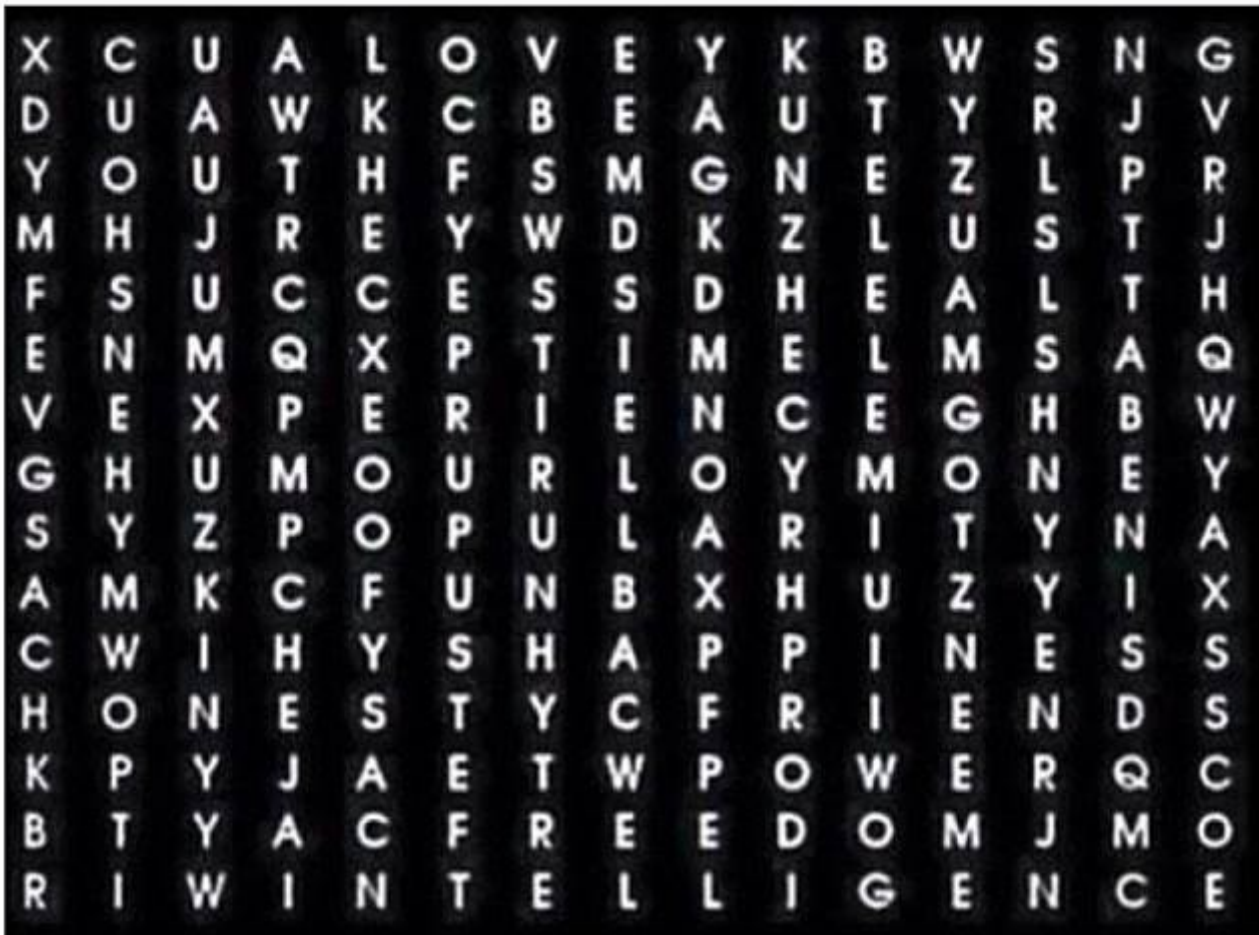 X C U A L O V E Y K B W S N G
D U A W K C B E A U T Y R J V
Y O U T H F S M G N E Z L P R
M H J R E Y W D K Z L U S T J
F S U C C E S S D H E A L T H
E N M Q X P T I M E L M S A Q
V E X P E R I E N C E G H B W
G H U M O U R L O Y M O N E Y
S Y Z P O P U L A R I T Y N A
A M K C F U N B X H U Z Y I X
C W I H Y S H A P P I N E S S
H O N E S T Y C F R I E N D S
K P Y J A E T W P O W E R Q C
B T Y A C F R E E D O M J M O
R I W I N T E L L I G E N C E